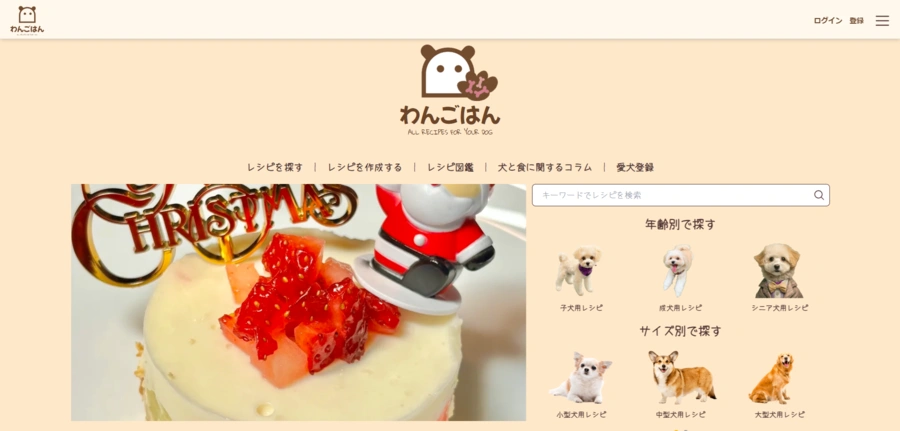 わんごはん
ログイン 登録
わんごはん
ALL RECIPES FOR YOUR DOG
レシピを探す | レシピを作成する | レシピ図鑑 | 犬と食に関するコラム | 愛犬登録
CHRISTMAS
キーワードでレシピを検索
年齢別で探す
子犬用レシピ 成犬用レシピ シニア犬用レシピ
サイズ別で探す
小型犬用レシピ 中型犬用レシピ 大型犬用レシピ